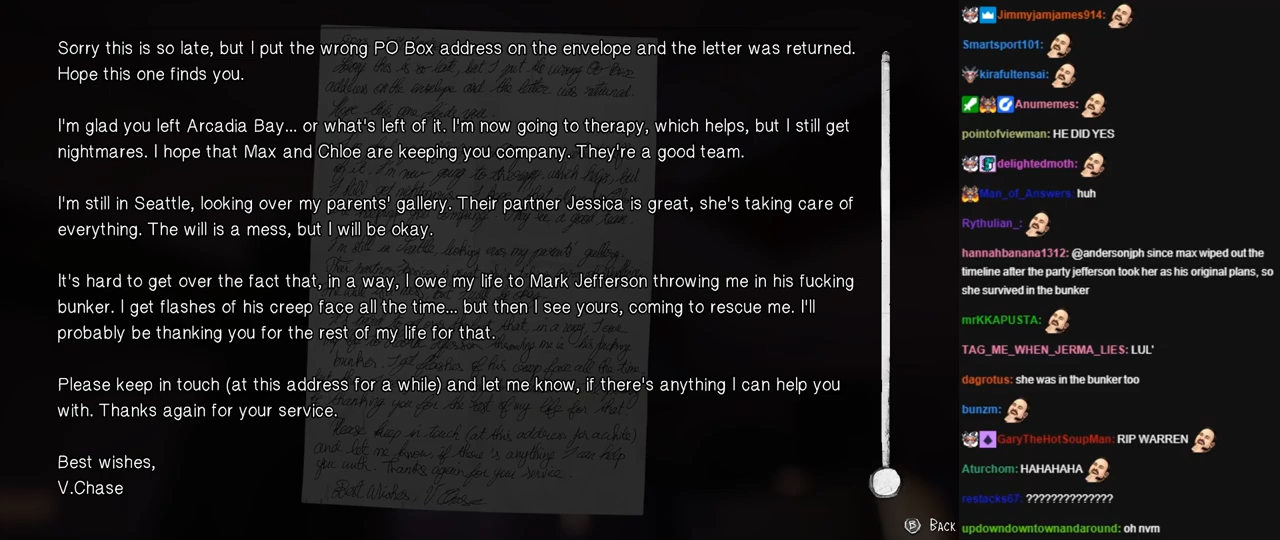 Sorry this is so late, but I put the wrong PO Box address on the envelope and the letter was returned.
Hope this one finds you.
I'm glad you left Arcadia Bay... or what's left of it. I'm now going to therapy, which helps, but I still get
nightmares. I hope that Max and Chloe are keeping you company. They're a good team.
I'm still in Seattle, looking over my parents' gallery. Their partner Jessica is great, she's taking care of
everything. The will is a mess, but I will be okay.
It's hard to get over the fact that, in a way, I owe my life to Mark Jefferson throwing me in his fucking
bunker. I get flashes of his creep face all the time... but then I see yours, coming to rescue me. I'll
probably be thanking you for the rest of my life for that.
Please keep in touch (at this address for a while) and let me know, if there's anything I can help you
with. Thanks again for your service.
Best wishes,
V.Chase
B BACK
Jimmyjamjames914:
Smartsport101:
kirafultensai:
Anumemes:
pointofviewman: HE DID YES
delightedmoth:
Man_of_Answers: huh
Rythulian_:
hannahbanana1312: @andersonjph since max wiped out the
timeline after the party jefferson took her as his original plans, so
she survived in the bunker
mrKKAPUSTA:
TAG_ME_WHEN_JERMA_LIES: LUL'
dagrotus: she was in the bunker too
bunzm:
GaryTheHotSoupMan: RIP WARREN
Aturchom: HAHAHAHA
restacks67: ??????????????
updowndowntownandaround: oh nvm